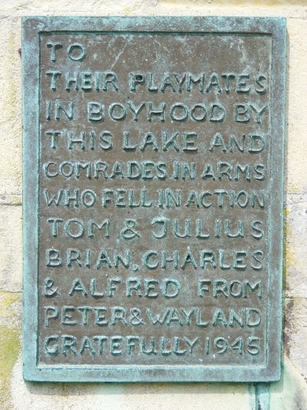 TO
THEIR PLAYMATES
IN BOYHOOD BY
THIS LAKE AND
COMRADES IN ARMS
WHO FELL IN ACTION
TOM & JULIUS
BRIAN, CHARLES
& ALFRED FROM
PETER & WAYLAND
GRATEFULLY 1945